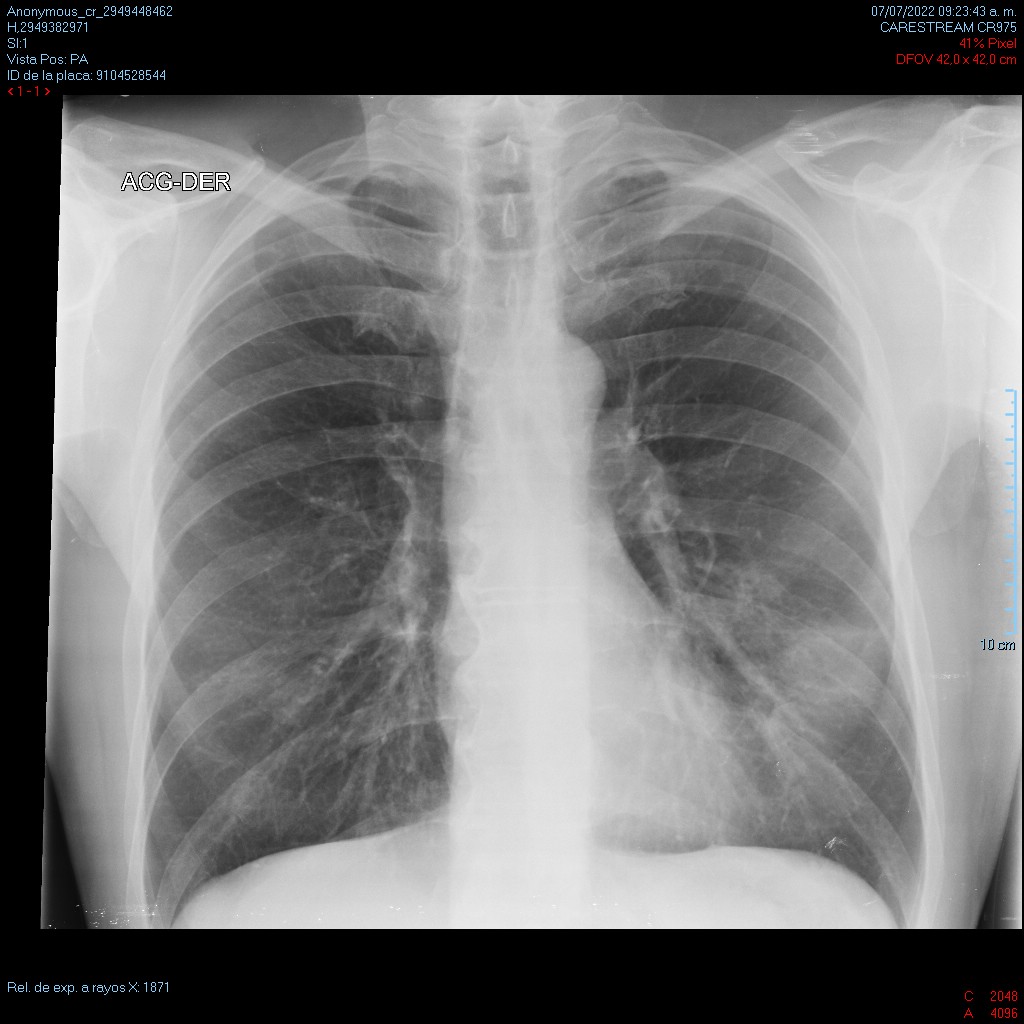 Anonymous_cr_2949448462
H,2949382971
SI:1
Vista Pos: PA
ID de la placa: 9104528544
<1-1>
07/07/2022 09:23:43 a. m.
CARESTREAM CR975
41% Pixel
DFOV 42,0 x 42,0 cm
ACG-DER
10 cm
Rel. de exp. a rayos X: 1871
C 2048
A 4096